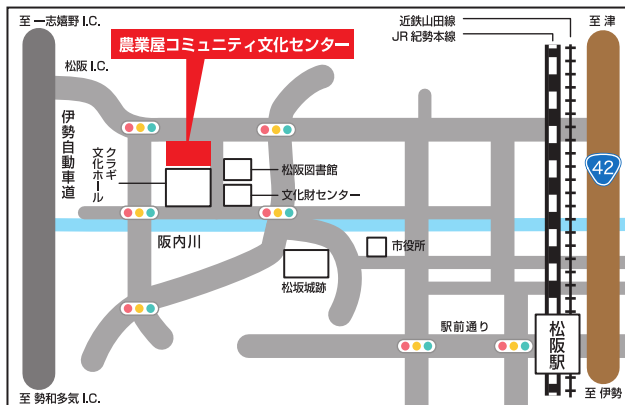 至 一志嬉野 I.C.
近鉄山田線
JR紀勢本線
至 津
農業屋コミュニティ文化センター
松阪 I.C.
伊勢自動車道
クラギ
文化ホール
松阪図書館
文化財センター
42
阪内川
市役所
松坂城跡
駅前通り
松阪駅
至 勢和多気 I.C.
至 伊勢